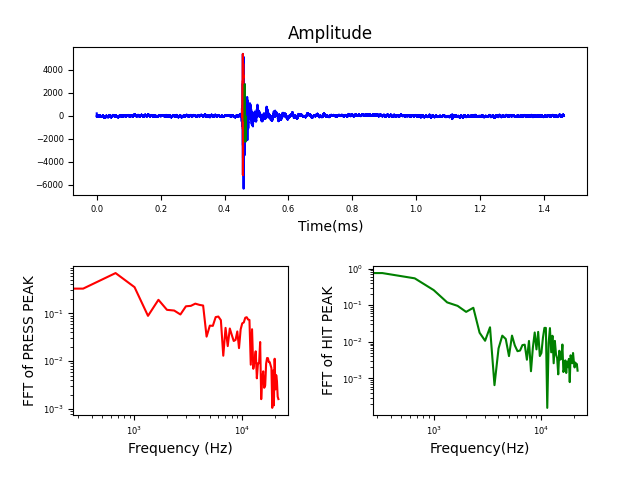 Amplitude
4000
2000
0
−2000
−4000
−6000
0.0 0.2 0.4 0.6 0.8 1.0 1.2 1.4
Time(ms)
FFT of PRESS PEAK
10⁻¹
10⁻²
10⁻³
10³ 10⁴
Frequency (Hz)
FFT of HIT PEAK
10⁰
10⁻¹
10⁻²
10⁻³
10³ 10⁴
Frequency(Hz)